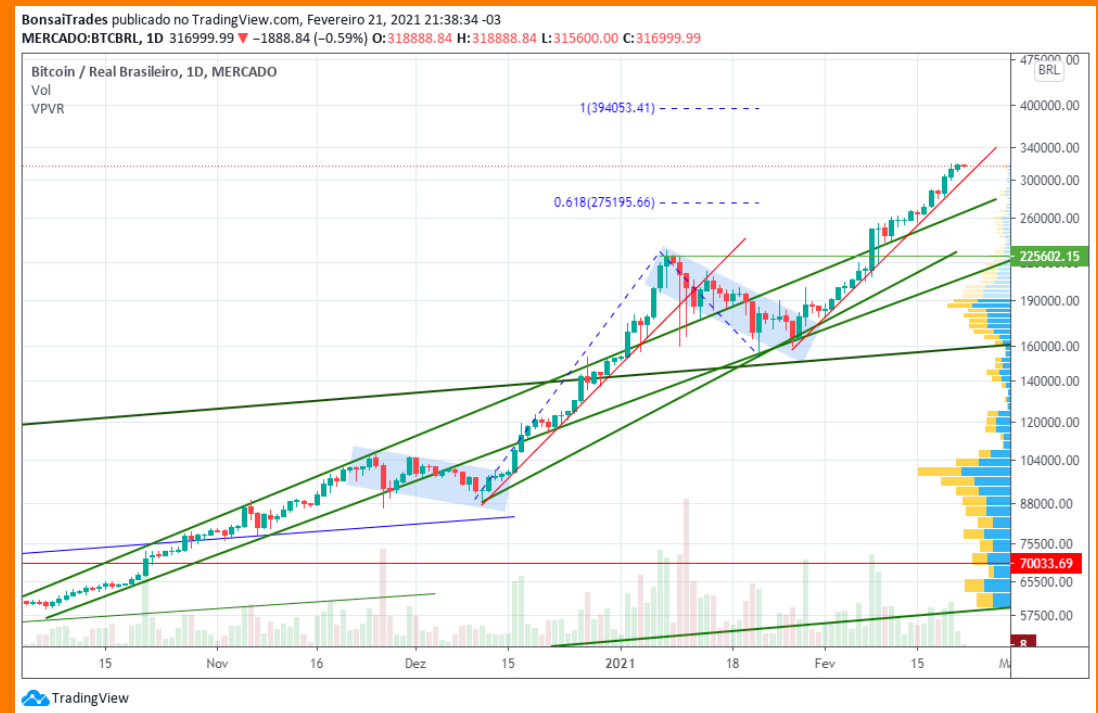 BonsaiTrades publicado no TradingView.com, Fevereiro 21, 2021 21:38:34 -03
MERCADO:BTCBRL, 1D 316999.99 ▼ −1888.84 (−0.59%) O:318888.84 H:318888.84 L:315600.00 C:316999.99
Bitcoin / Real Brasileiro, 1D, MERCADO
Vol
VPVR
475000.00
BRL
1(394053.41)
400000.00
340000.00
300000.00
0.618(275195.66)
260000.00
225602.15
190000.00
160000.00
140000.00
120000.00
104000.00
88000.00
75500.00
70033.69
65500.00
57500.00
8
15 Nov 16 Dez 15 2021 18 Fev 15
TradingView